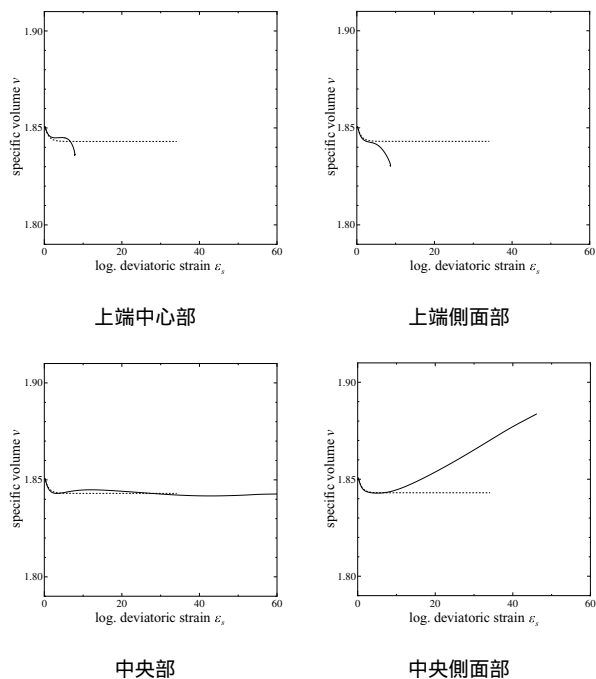 1.90
1.85
1.80
specific volume v
0 20 40 60
log. deviatoric strain εs
上端中心部
1.90
1.85
1.80
specific volume v
0 20 40 60
log. deviatoric strain εs
上端側面部
1.90
1.85
1.80
specific volume v
0 20 40 60
log. deviatoric strain εs
中央部
1.90
1.85
1.80
specific volume v
0 20 40 60
log. deviatoric strain εs
中央側面部